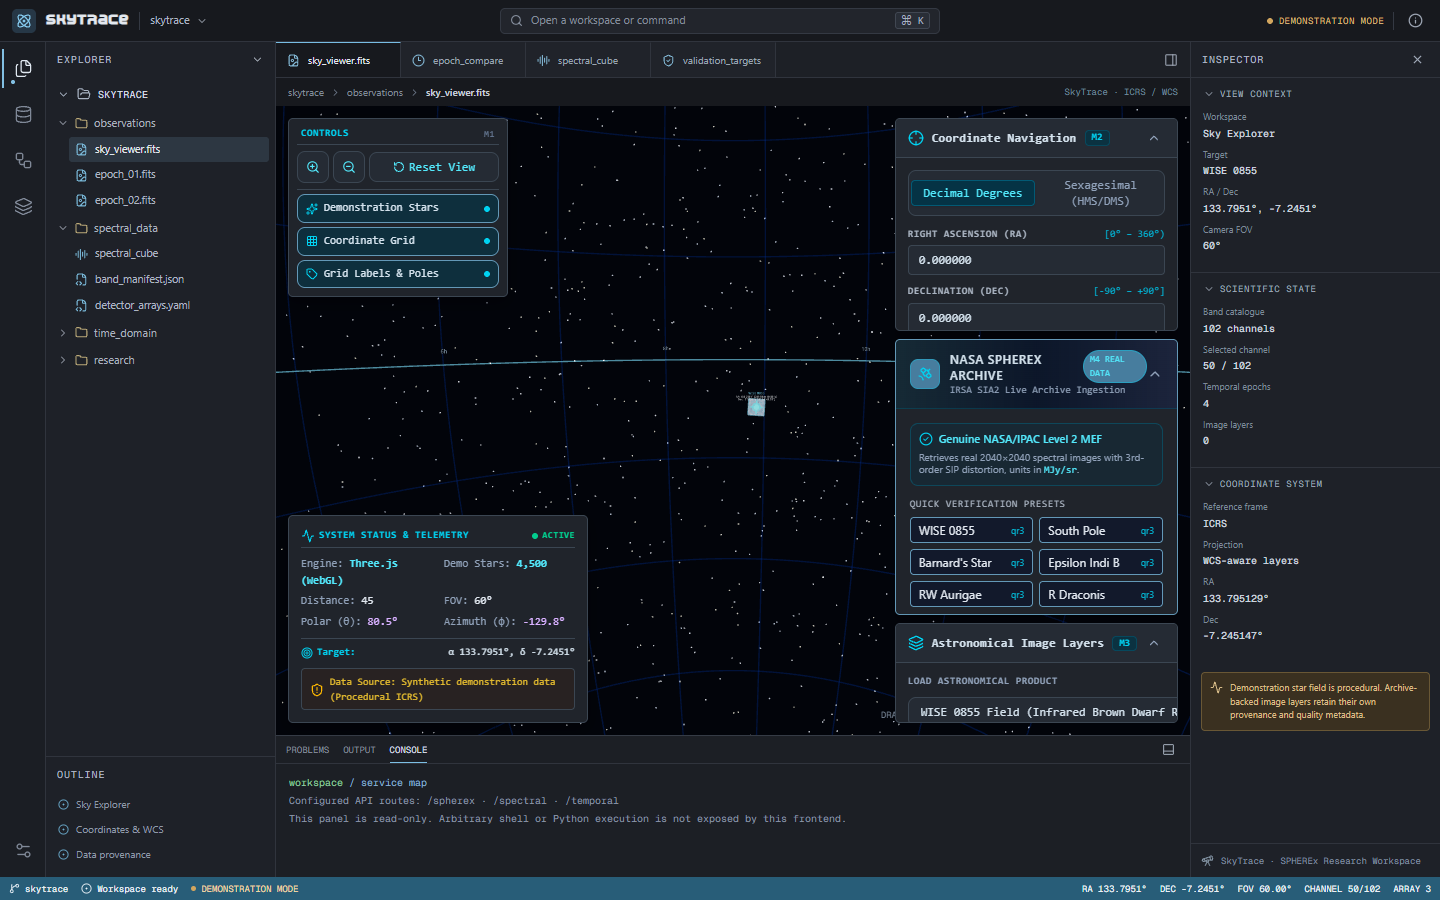 SKYTRACE
skytrace
Open a workspace or command
⌘ K
DEMONSTRATION MODE
EXPLORER
SKYTRACE
observations
sky_viewer.fits
epoch_01.fits
epoch_02.fits
spectral_data
spectral_cube
band_manifest.json
detector_arrays.yaml
time_domain
research
OUTLINE
Sky Explorer
Coordinates & WCS
Data provenance
sky_viewer.fits
epoch_compare
spectral_cube
validation_targets
skytrace > observations > sky_viewer.fits
SkyTrace · ICRS / WCS
CONTROLS
M1
Reset View
Demonstration Stars
Coordinate Grid
Grid Labels & Poles
SYSTEM STATUS & TELEMETRY
ACTIVE
Engine: Three.js (WebGL)
Demo Stars: 4,500
Distance: 45
FOV: 60°
Polar (θ): 80.5°
Azimuth (φ): -129.8°
Target:
α 133.7951°, δ -7.2451°
Data Source: Synthetic demonstration data
(Procedural ICRS)
Coordinate Navigation
M2
Decimal Degrees
Sexagesimal
(HMS/DMS)
RIGHT ASCENSION (RA)
[0° – 360°)
0.000000
DECLINATION (DEC)
[-90° – +90°]
0.000000
NASA SPHEREX
ARCHIVE
M4 REAL
DATA
IRSA SIA2 Live Archive Ingestion
Genuine NASA/IPAC Level 2 MEF
Retrieves real 2040×2040 spectral images with 3rd-
order SIP distortion, units in MJy/sr.
QUICK VERIFICATION PRESETS
WISE 0855 qr3
South Pole qr3
Barnard's Star qr3
Epsilon Indi B qr3
RW Aurigae qr3
R Draconis qr3
Astronomical Image Layers
M3
LOAD ASTRONOMICAL PRODUCT
WISE 0855 Field (Infrared Brown Dwarf R
DRA
PROBLEMS
OUTPUT
CONSOLE
workspace / service map
Configured API routes: /spherex · /spectral · /temporal
This panel is read-only. Arbitrary shell or Python execution is not exposed by this frontend.
INSPECTOR
VIEW CONTEXT
Workspace
Sky Explorer
Target
WISE 0855
RA / Dec
133.7951°, -7.2451°
Camera FOV
60°
SCIENTIFIC STATE
Band catalogue
102 channels
Selected channel
50 / 102
Temporal epochs
4
Image layers
0
COORDINATE SYSTEM
Reference frame
ICRS
Projection
WCS-aware layers
RA
133.795129°
Dec
-7.245147°
Demonstration star field is procedural. Archive-
backed image layers retain their own
provenance and quality metadata.
SkyTrace · SPHEREx Research Workspace
skytrace
Workspace ready
DEMONSTRATION MODE
RA 133.7951°
DEC -7.2451°
FOV 60.00°
CHANNEL 50/102
ARRAY 3